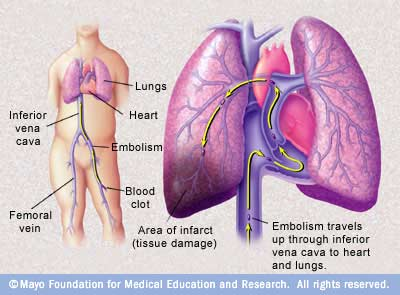 Lungs
Heart
Inferior
vena
cava
Embolism
Blood
clot
Femoral
vein
Area of infarct
(tissue damage)
Embolism travels
up through inferior
vena cava to heart
and lungs.
©Mayo Foundation for Medical Education and Research. All rights reserved.